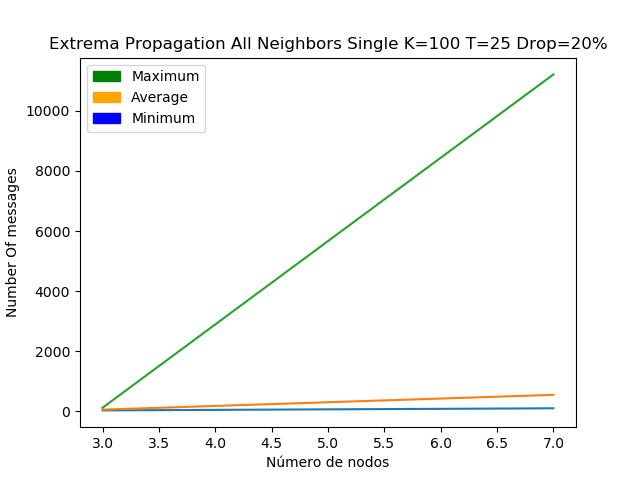 Extrema Propagation All Neighbors Single K=100 T=25 Drop=20%
Maximum
Average
Minimum
Number Of messages
10000
8000
6000
4000
2000
0
3.0 3.5 4.0 4.5 5.0 5.5 6.0 6.5 7.0
Número de nodos